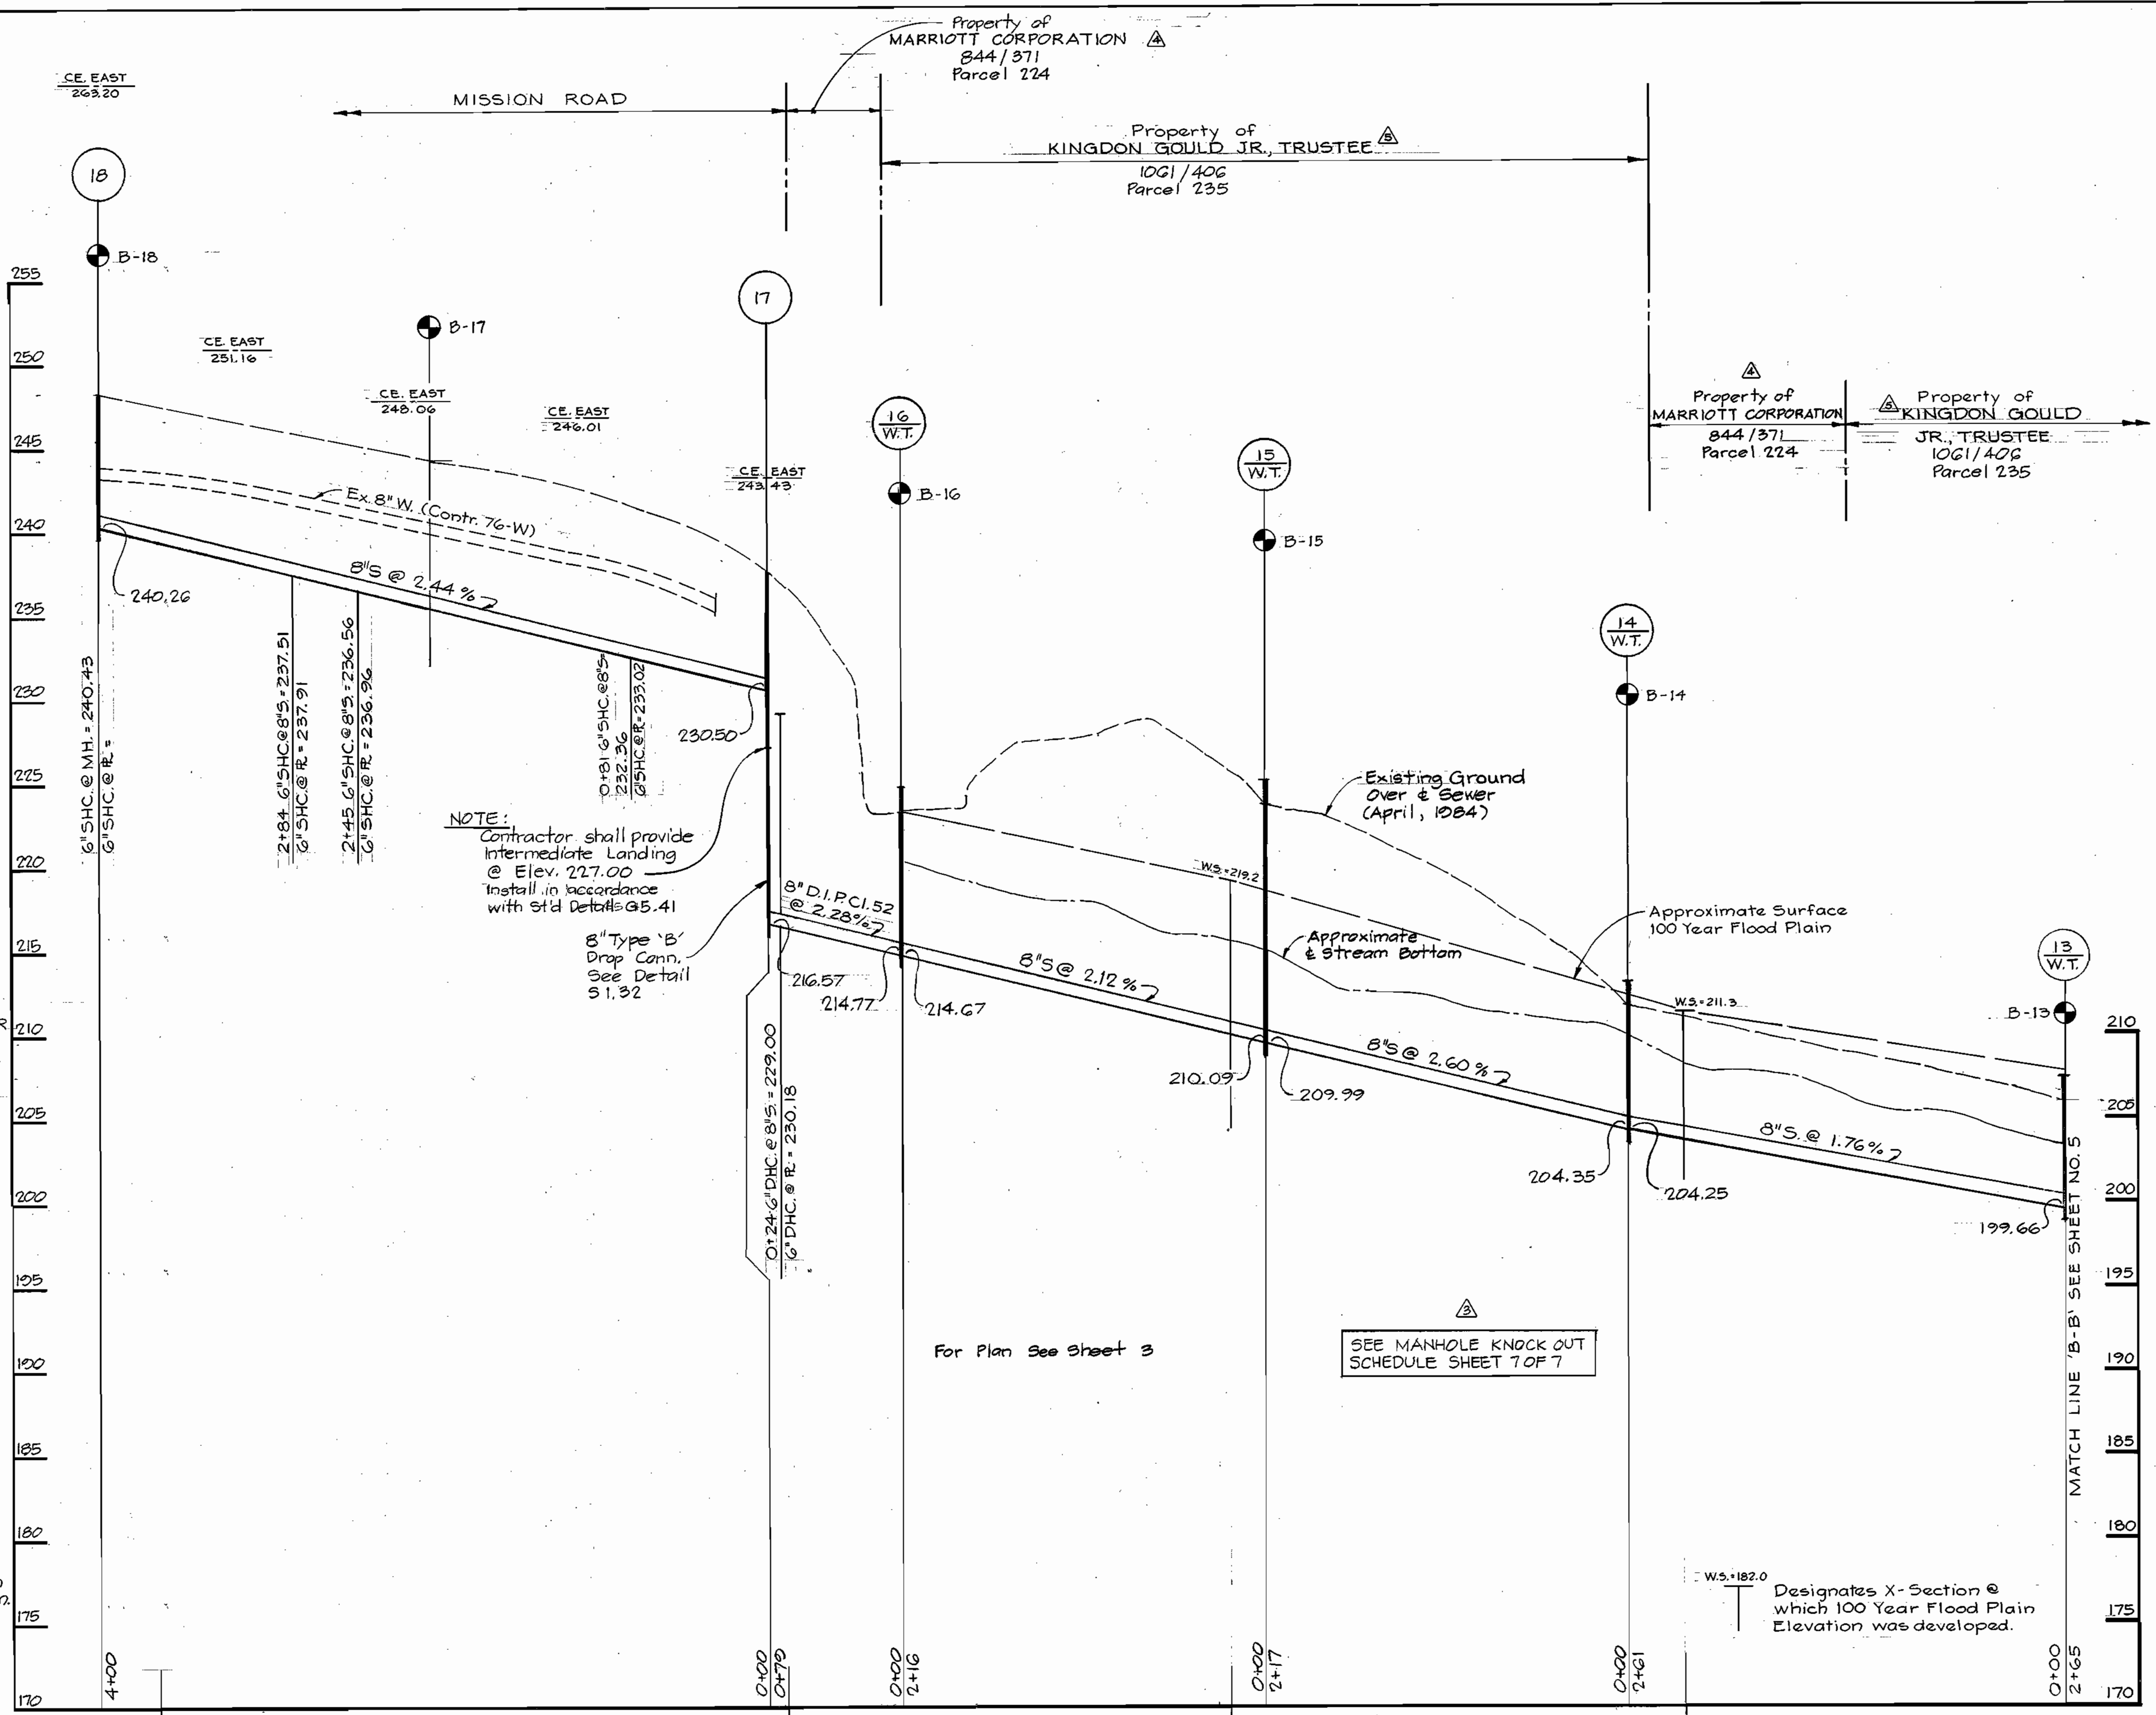 Property of
MARRIOTT CORPORATION 4
844/371
Parcel 224
CE. EAST
263.20
MISSION ROAD
Property of 5
KINGDON GOULD JR., TRUSTEE
1061/406
Parcel 235
18
B-18
17
B-17
CE. EAST
251.16
CE. EAST
248.06
CE. EAST
246.01
CE. EAST
243.43
16
W.T.
B-16
15
W.T.
B-15
14
W.T.
B-14
4
Property of
MARRIOTT CORPORATION
844/371
Parcel 224
5 Property of
KINGDON GOULD
JR., TRUSTEE
1061/406
Parcel 235
13
W.T.
B-13
255
250
245
240
235
230
225
220
215
210
205
200
195
190
185
180
175
170
Ex. 8" W. (Contr. 76-W)
8"S @ 2.44 %
240.26
6"SHC.@MH.=240.43
6"SHC.@ PL=
2+84 6"SHC.@8"S.=237.51
6"SHC.@ PL=237.91
2+45 6"SHC.@8"S.=236.56
6"SHC.@ PL=236.96
0+81 6"SHC.@8"S=
232.36
6"SHC.@ PL=233.02
230.50
NOTE:
Contractor shall provide
Intermediate Landing
@ Elev. 227.00
Install in accordance
with Std Details G5.41
8" Type 'B'
Drop Conn.
See Detail
S 1.32
8" D.I.P. Cl. 52
@ 2.28%
216.57
214.77
214.67
0+24 6"DHC.@8"S.=229.00
6"DHC.@ PL=230.18
8"S @ 2.12 %
W.S.=219.2
Existing Ground
Over ℄ Sewer
(April, 1984)
Approximate
℄ Stream Bottom
210.09
209.99
8"S @ 2.60 %
Approximate Surface
100 Year Flood Plain
W.S.=211.3
204.35
204.25
8"S. @ 1.76%
199.66
MATCH LINE 'B-B' SEE SHEET NO. 5
210
205
200
195
190
185
180
175
170
For Plan See Sheet 3
3
SEE MANHOLE KNOCK OUT
SCHEDULE SHEET 7 OF 7
W.S.=182.0
Designates X-Section @
which 100 Year Flood Plain
Elevation was developed.
4+00
0+00
0+79
0+00
2+16
0+00
2+17
0+00
2+61
0+00
2+65